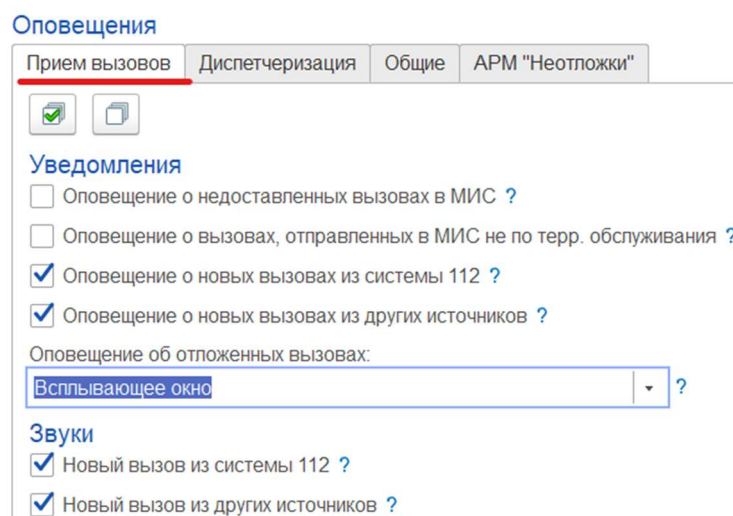 Оповещения
Прием вызовов Диспетчеризация Общие АРМ "Неотложки"
Уведомления
Оповещение о недоставленных вызовах в МИС ?
Оповещение о вызовах, отправленных в МИС не по терр. обслуживания ?
Оповещение о новых вызовах из системы 112 ?
Оповещение о новых вызовах из других источников ?
Оповещение об отложенных вызовах:
Всплывающее окно ?
Звуки
Новый вызов из системы 112 ?
Новый вызов из других источников ?